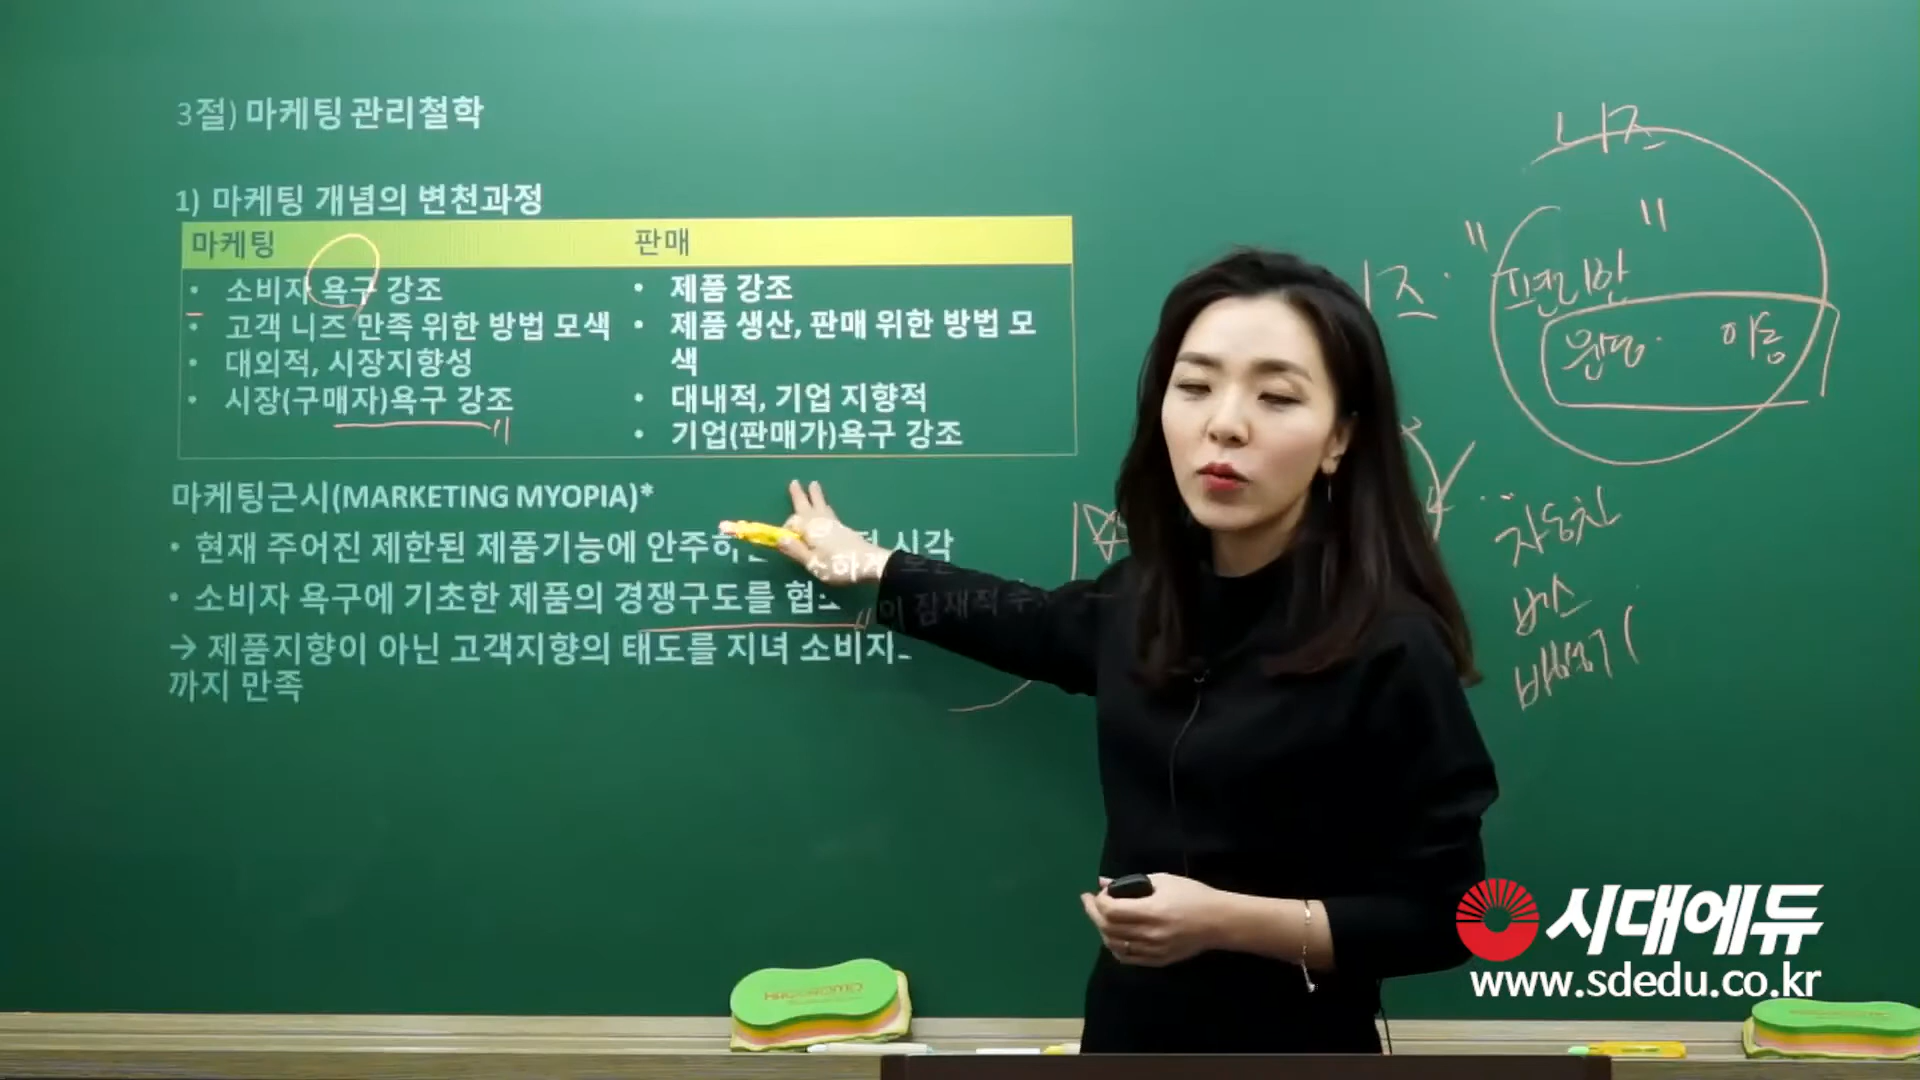 3절) 마케팅 관리철학
1) 마케팅 개념의 변천과정
마케팅 판매
• 소비자 욕구 강조
• 고객 니즈 만족 위한 방법 모색
• 대외적, 시장지향성
• 시장(구매자)욕구 강조
• 제품 강조
• 제품 생산, 판매 위한 방법 모
색
• 대내적, 기업 지향적
• 기업(판매가)욕구 강조
마케팅근시(MARKETING MYOPIA)*
• 현재 주어진 제한된 제품기능에 안주하 시각
• 소비자 욕구에 기초한 제품의 경쟁구도를
→ 제품지향이 아닌 고객지향의 태도를 지녀 소비자 잠재적
까지 만족
니즈
" "
편리한
이동
자동차
버스
시대에듀
www.sdedu.co.kr